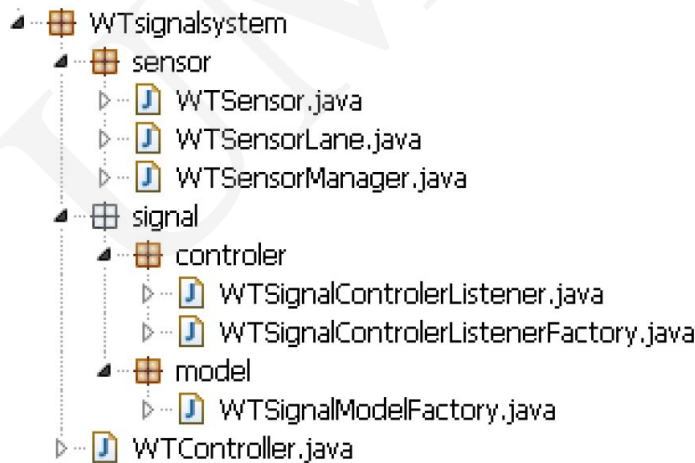 WTsignalsystem
sensor
WTSensor.java
WTSensorLane.java
WTSensorManager.java
signal
controler
WTSignalControlerListener.java
WTSignalControlerListenerFactory.java
model
WTSignalModelFactory.java
WTController.java